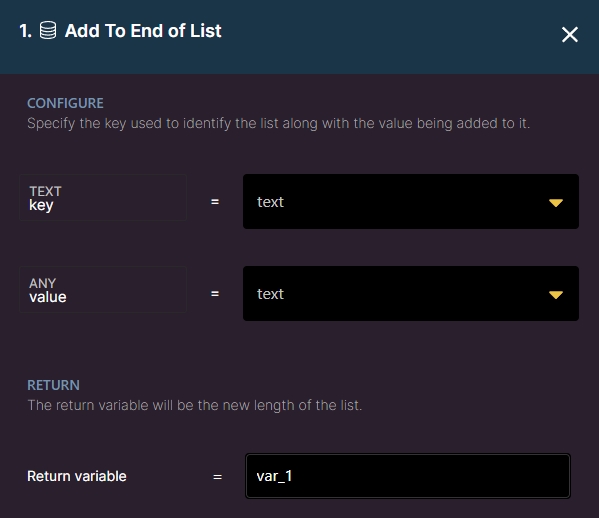 1. Add To End of List
CONFIGURE
Specify the key used to identify the list along with the value being added to it.
TEXT
key
=
text
ANY
value
=
text
RETURN
The return variable will be the new length of the list.
Return variable = var_1